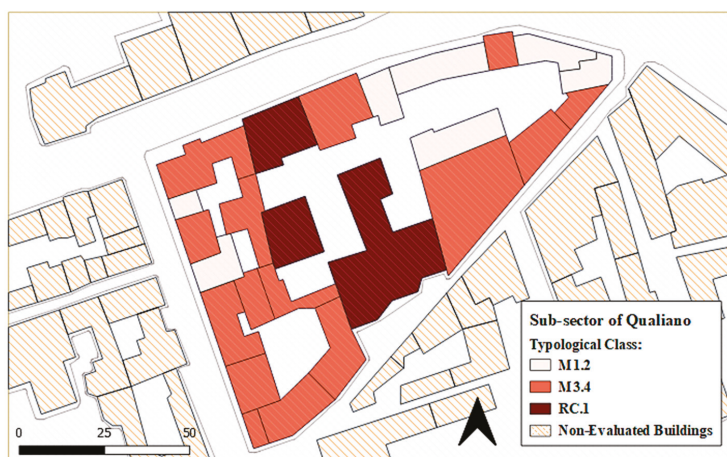 Sub-sector of Qualiano
Typological Class:
M1.2
M3.4
RC.1
Non-Evaluated Buildings
0 25 50